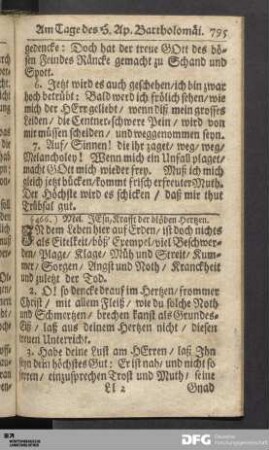 Am Tage des H. Ap. Bartholomäi. 795
gedencke: Doch hat der treue GOtt des bö-
sen Feindes Räncke gemacht zu Schand und
Spott.
6. Jetzt wird es auch geschehen/ich bin zwar
hoch betrübt: Bald werd ich frölich sehen/wie
mich der HErr geliebt/ wenn diß mein grosses
Leiden/ die Centner-schwere Pein/ wird von
mir müssen scheiden/ und weggenommen seyn.
7. Auf/ Sinnen! die ihr zaget/ weg/ weg/
Melancholey! Wenn mich ein Unfall plaget/
macht GOtt mich wieder frey. Muß ich mich
gleich jetzt bücken/kommt frisch erfreuter Muth.
Der Höchste wird es schicken/ daß mir thut
Trübsal gut.
(466.) Mel. JEsu, Krafft der blöden Hertzen.
IN dem Leben hier auf Erden/ ist doch nichts
als Eitelkeit/böß/ Exempel/viel Beschwer-
den/ Plage/ Klage/ Müh und Streit/ Kum-
mer/ Sorgen/ Angst und Noth/ Kranckheit
und zuletzt der Tod.
2. O! so dencke drauf im Hertzen/frommer
Christ/ mit allem Fleiß/ wie du solche Noth
und Schmertzen/ brechen kanst als Grundes-
Eiß/ laß aus deinem Hertzen nicht/ diesen
treuen Unterricht.
3. Habe deine Lust am HErren/ laß Ihn
seyn dein höchstes Gut: Er ist nah/ und nicht so
ferren/ einzusprechen Trost und Muth/ seine
Ll 2 Gnad
WÜRTTEMBERGISCHE
LANDESBIBLIOTHEK
DFG Deutsche
Forschungsgemeinschaft